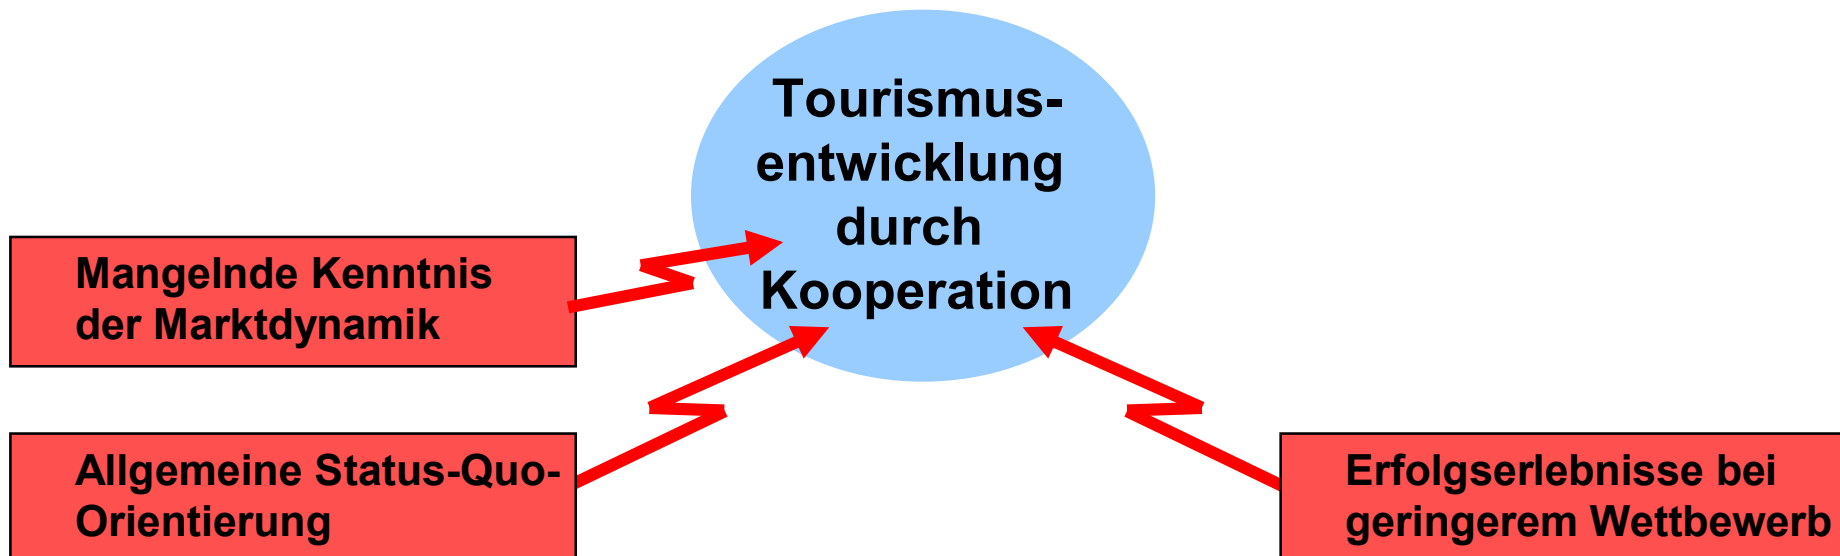 Tourismus-
entwicklung
durch
Kooperation
Mangelnde Kenntnis
der Marktdynamik
Allgemeine Status-Quo-
Orientierung
Erfolgserlebnisse bei
geringerem Wettbewerb